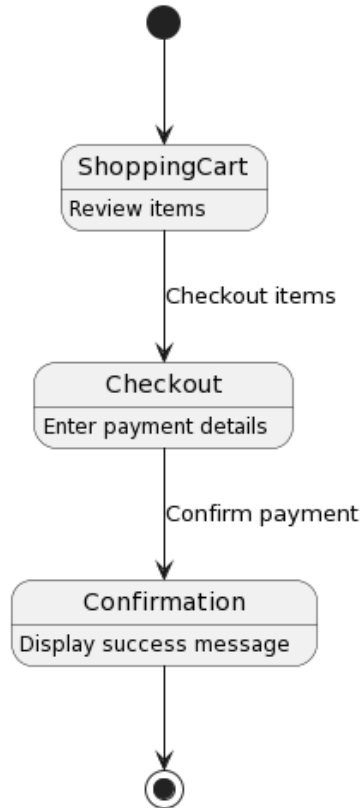 ShoppingCart
Review items
Checkout items
Checkout
Enter payment details
Confirm payment
Confirmation
Display success message